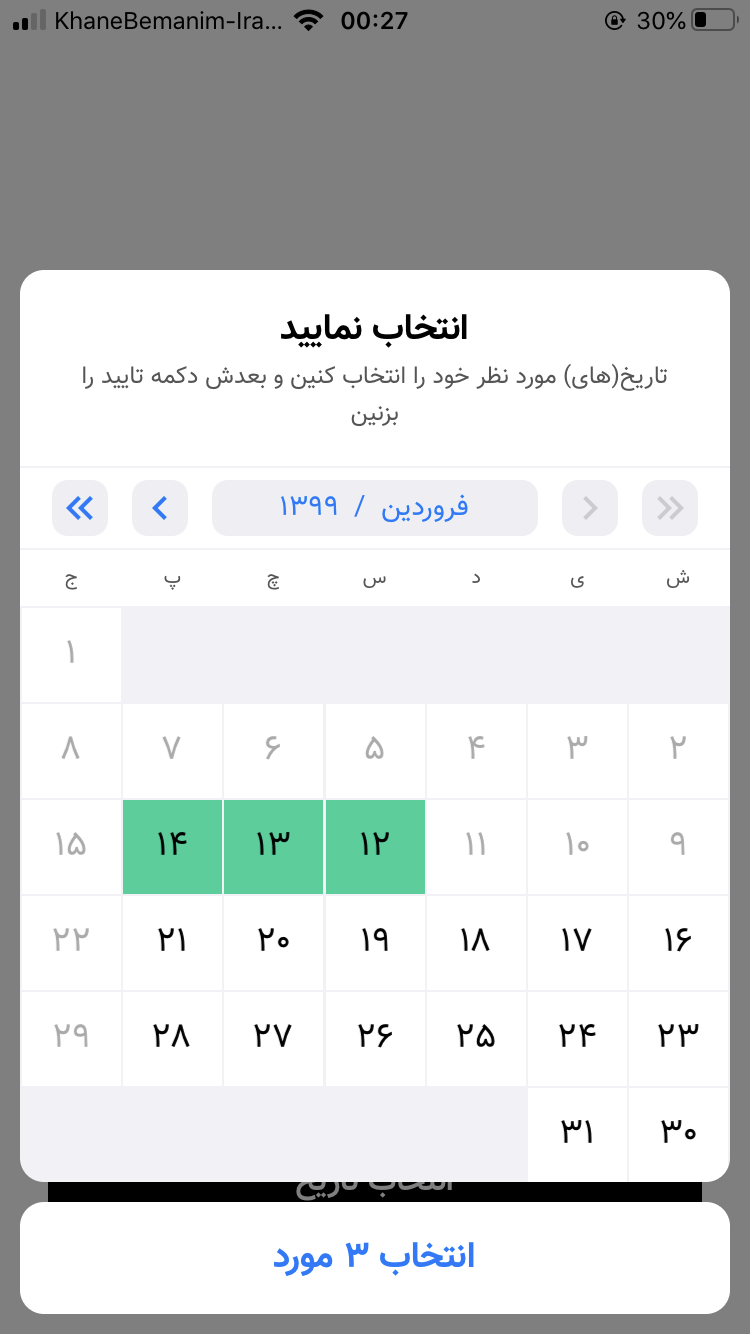 KhaneBemanim-Ira... 00:27 30%
انتخاب نمایید
تاریخ(های) مورد نظر خود را انتخاب کنین و بعدش دکمه تایید را
بزنین
فروردین / ۱۳۹۹
ش ی د س چ پ ج
۱
۲ ۳ ۴ ۵ ۶ ۷ ۸
۹ ۱۰ ۱۱ ۱۲ ۱۳ ۱۴ ۱۵
۱۶ ۱۷ ۱۸ ۱۹ ۲۰ ۲۱ ۲۲
۲۳ ۲۴ ۲۵ ۲۶ ۲۷ ۲۸ ۲۹
۳۰ ۳۱
انتخاب تاریخ
انتخاب ۳ مورد